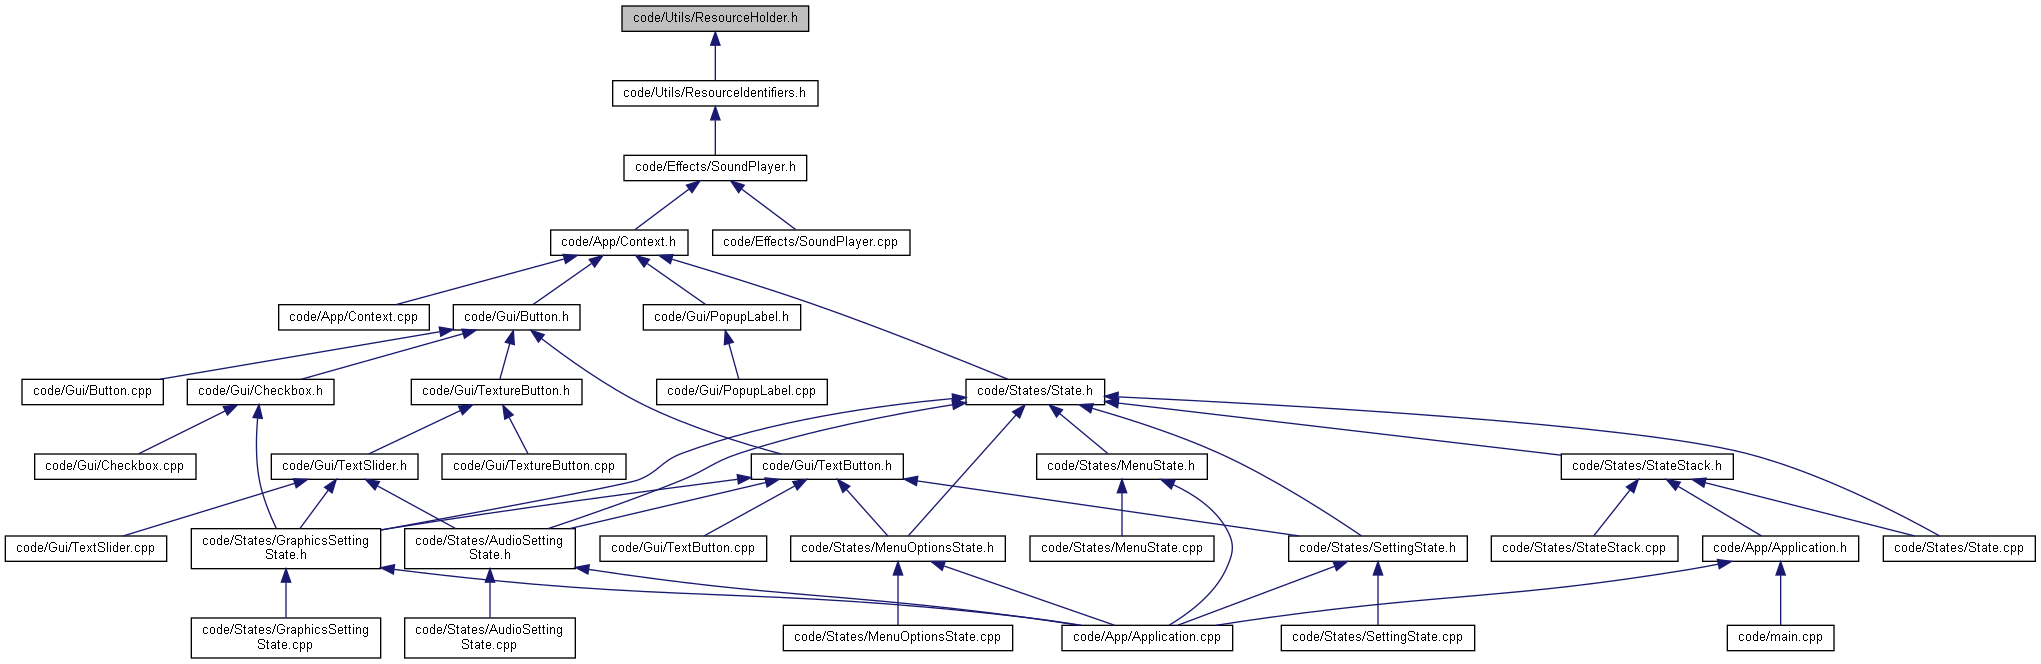 code/Utils/ResourceHolder.h
code/Utils/ResourceIdentifiers.h
code/Effects/SoundPlayer.h
code/App/Context.h
code/Effects/SoundPlayer.cpp
code/App/Context.cpp
code/Gui/Button.h
code/Gui/PopupLabel.h
code/Gui/Button.cpp
code/Gui/Checkbox.h
code/Gui/TextureButton.h
code/Gui/PopupLabel.cpp
code/States/State.h
code/Gui/Checkbox.cpp
code/Gui/TextSlider.h
code/Gui/TextureButton.cpp
code/Gui/TextButton.h
code/States/MenuState.h
code/States/StateStack.h
code/Gui/TextSlider.cpp
code/States/GraphicsSetting
State.h
code/States/AudioSetting
State.h
code/Gui/TextButton.cpp
code/States/MenuOptionsState.h
code/States/MenuState.cpp
code/States/SettingState.h
code/States/StateStack.cpp
code/App/Application.h
code/States/State.cpp
code/States/GraphicsSetting
State.cpp
code/States/AudioSetting
State.cpp
code/States/MenuOptionsState.cpp
code/App/Application.cpp
code/States/SettingState.cpp
code/main.cpp